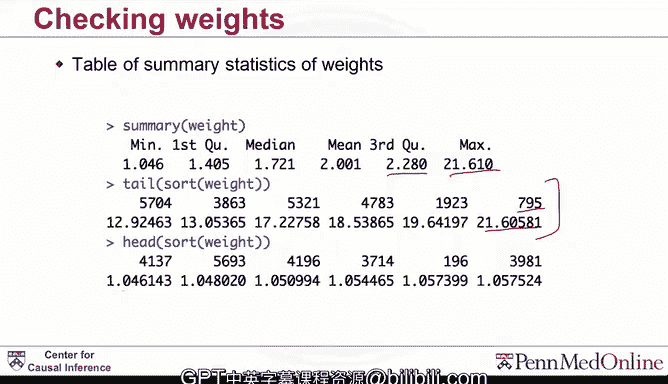 Checking weights
Table of summary statistics of weights
> summary(weight)
Min. 1st Qu. Median Mean 3rd Qu. Max.
1.046 1.405 1.721 2.001 2.280 21.610
> tail(sort(weight))
5704 3863 5321 4783 1923 795
12.92463 13.05365 17.22758 18.53865 19.64197 21.60581
> head(sort(weight))
4137 5693 4196 3714 196 3981
1.046143 1.048020 1.050994 1.054465 1.057399 1.057524
Center for
Causal Inference
PennMedOnline
GPT中英字幕课程资源@bilibili.com